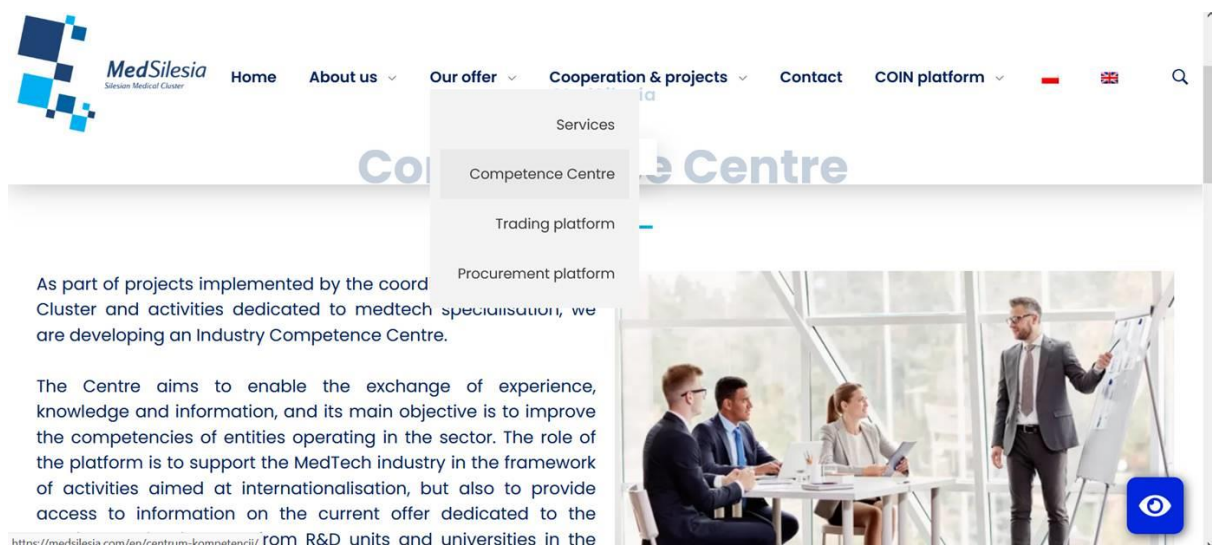 MedSilesia
Silesian Medical Cluster
Home About us Our offer Cooperation & projects Contact COIN platform
Services
Competence Centre
Trading platform
Procurement platform
Co e Centre
As part of projects implemented by the coord
Cluster and activities dedicated to medtech specialisation, we
are developing an Industry Competence Centre.
The Centre aims to enable the exchange of experience,
knowledge and information, and its main objective is to improve
the competencies of entities operating in the sector. The role of
the platform is to support the MedTech industry in the framework
of activities aimed at internationalisation, but also to provide
access to information on the current offer dedicated to the
rom R&D units and universities in the
https://medsilesia.com/en/centrum-kompetencji/